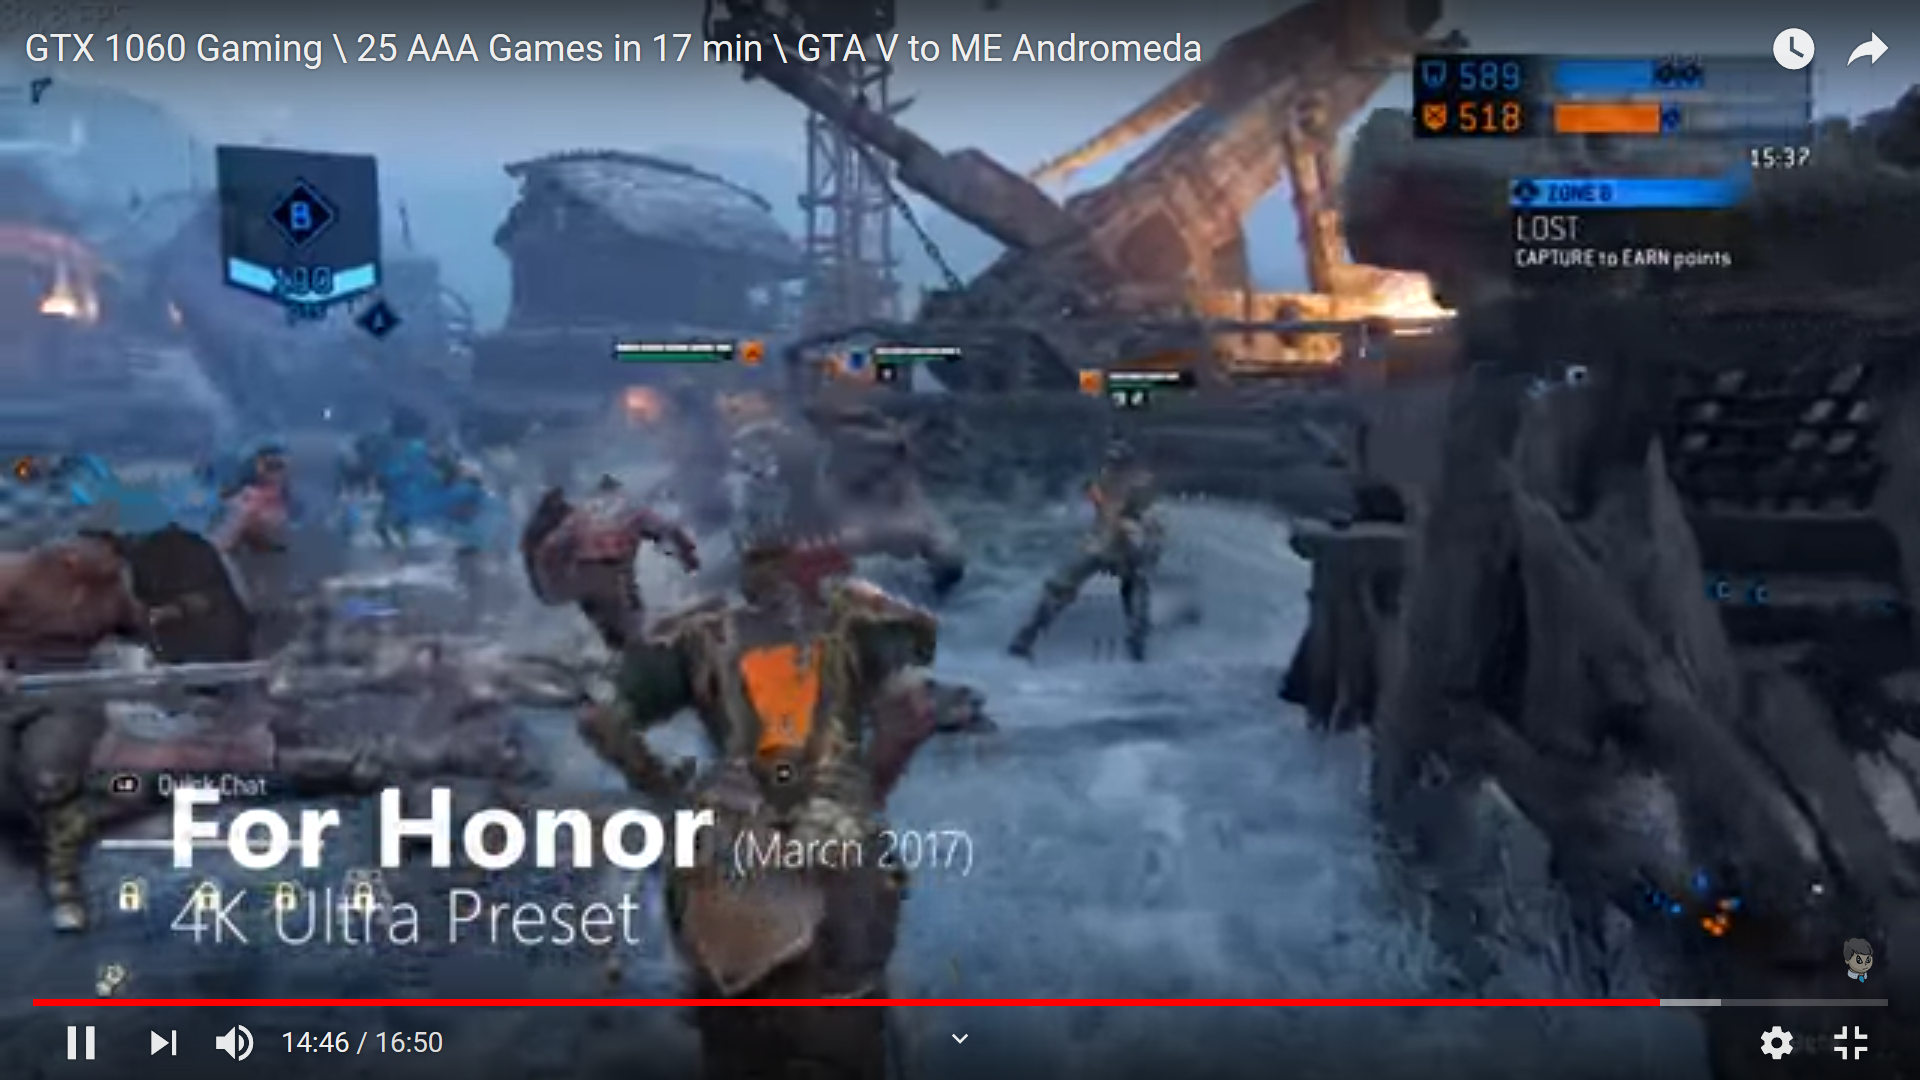 GTX 1060 Gaming \ 25 AAA Games in 17 min \ GTA V to ME Andromeda
589
518
15:37
B
ZONE B
LOST
CAPTURE to EARN points
A
LB Quick Chat
For Honor (March 2017)
4K Ultra Preset
14:46 / 16:50